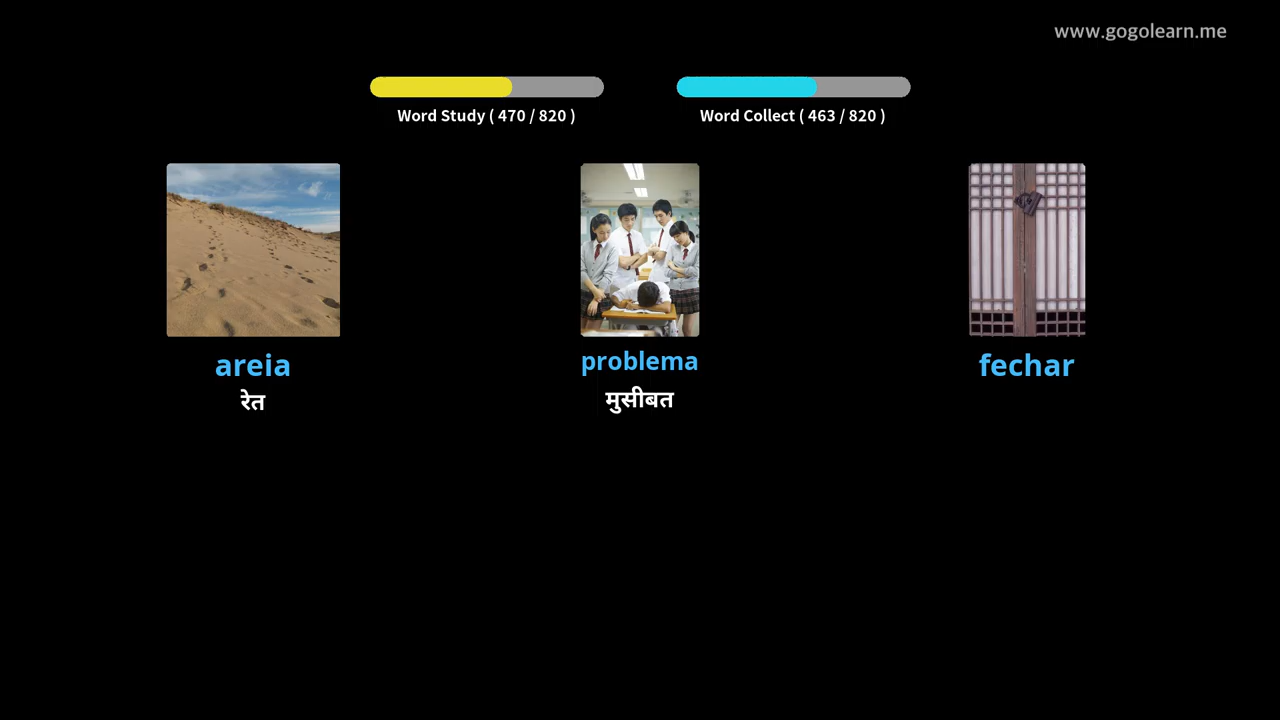 www.gogolearn.me
Word Study ( 470 / 820 )
Word Collect ( 463 / 820 )
areia
रेत
problema
मुसीबत
fechar